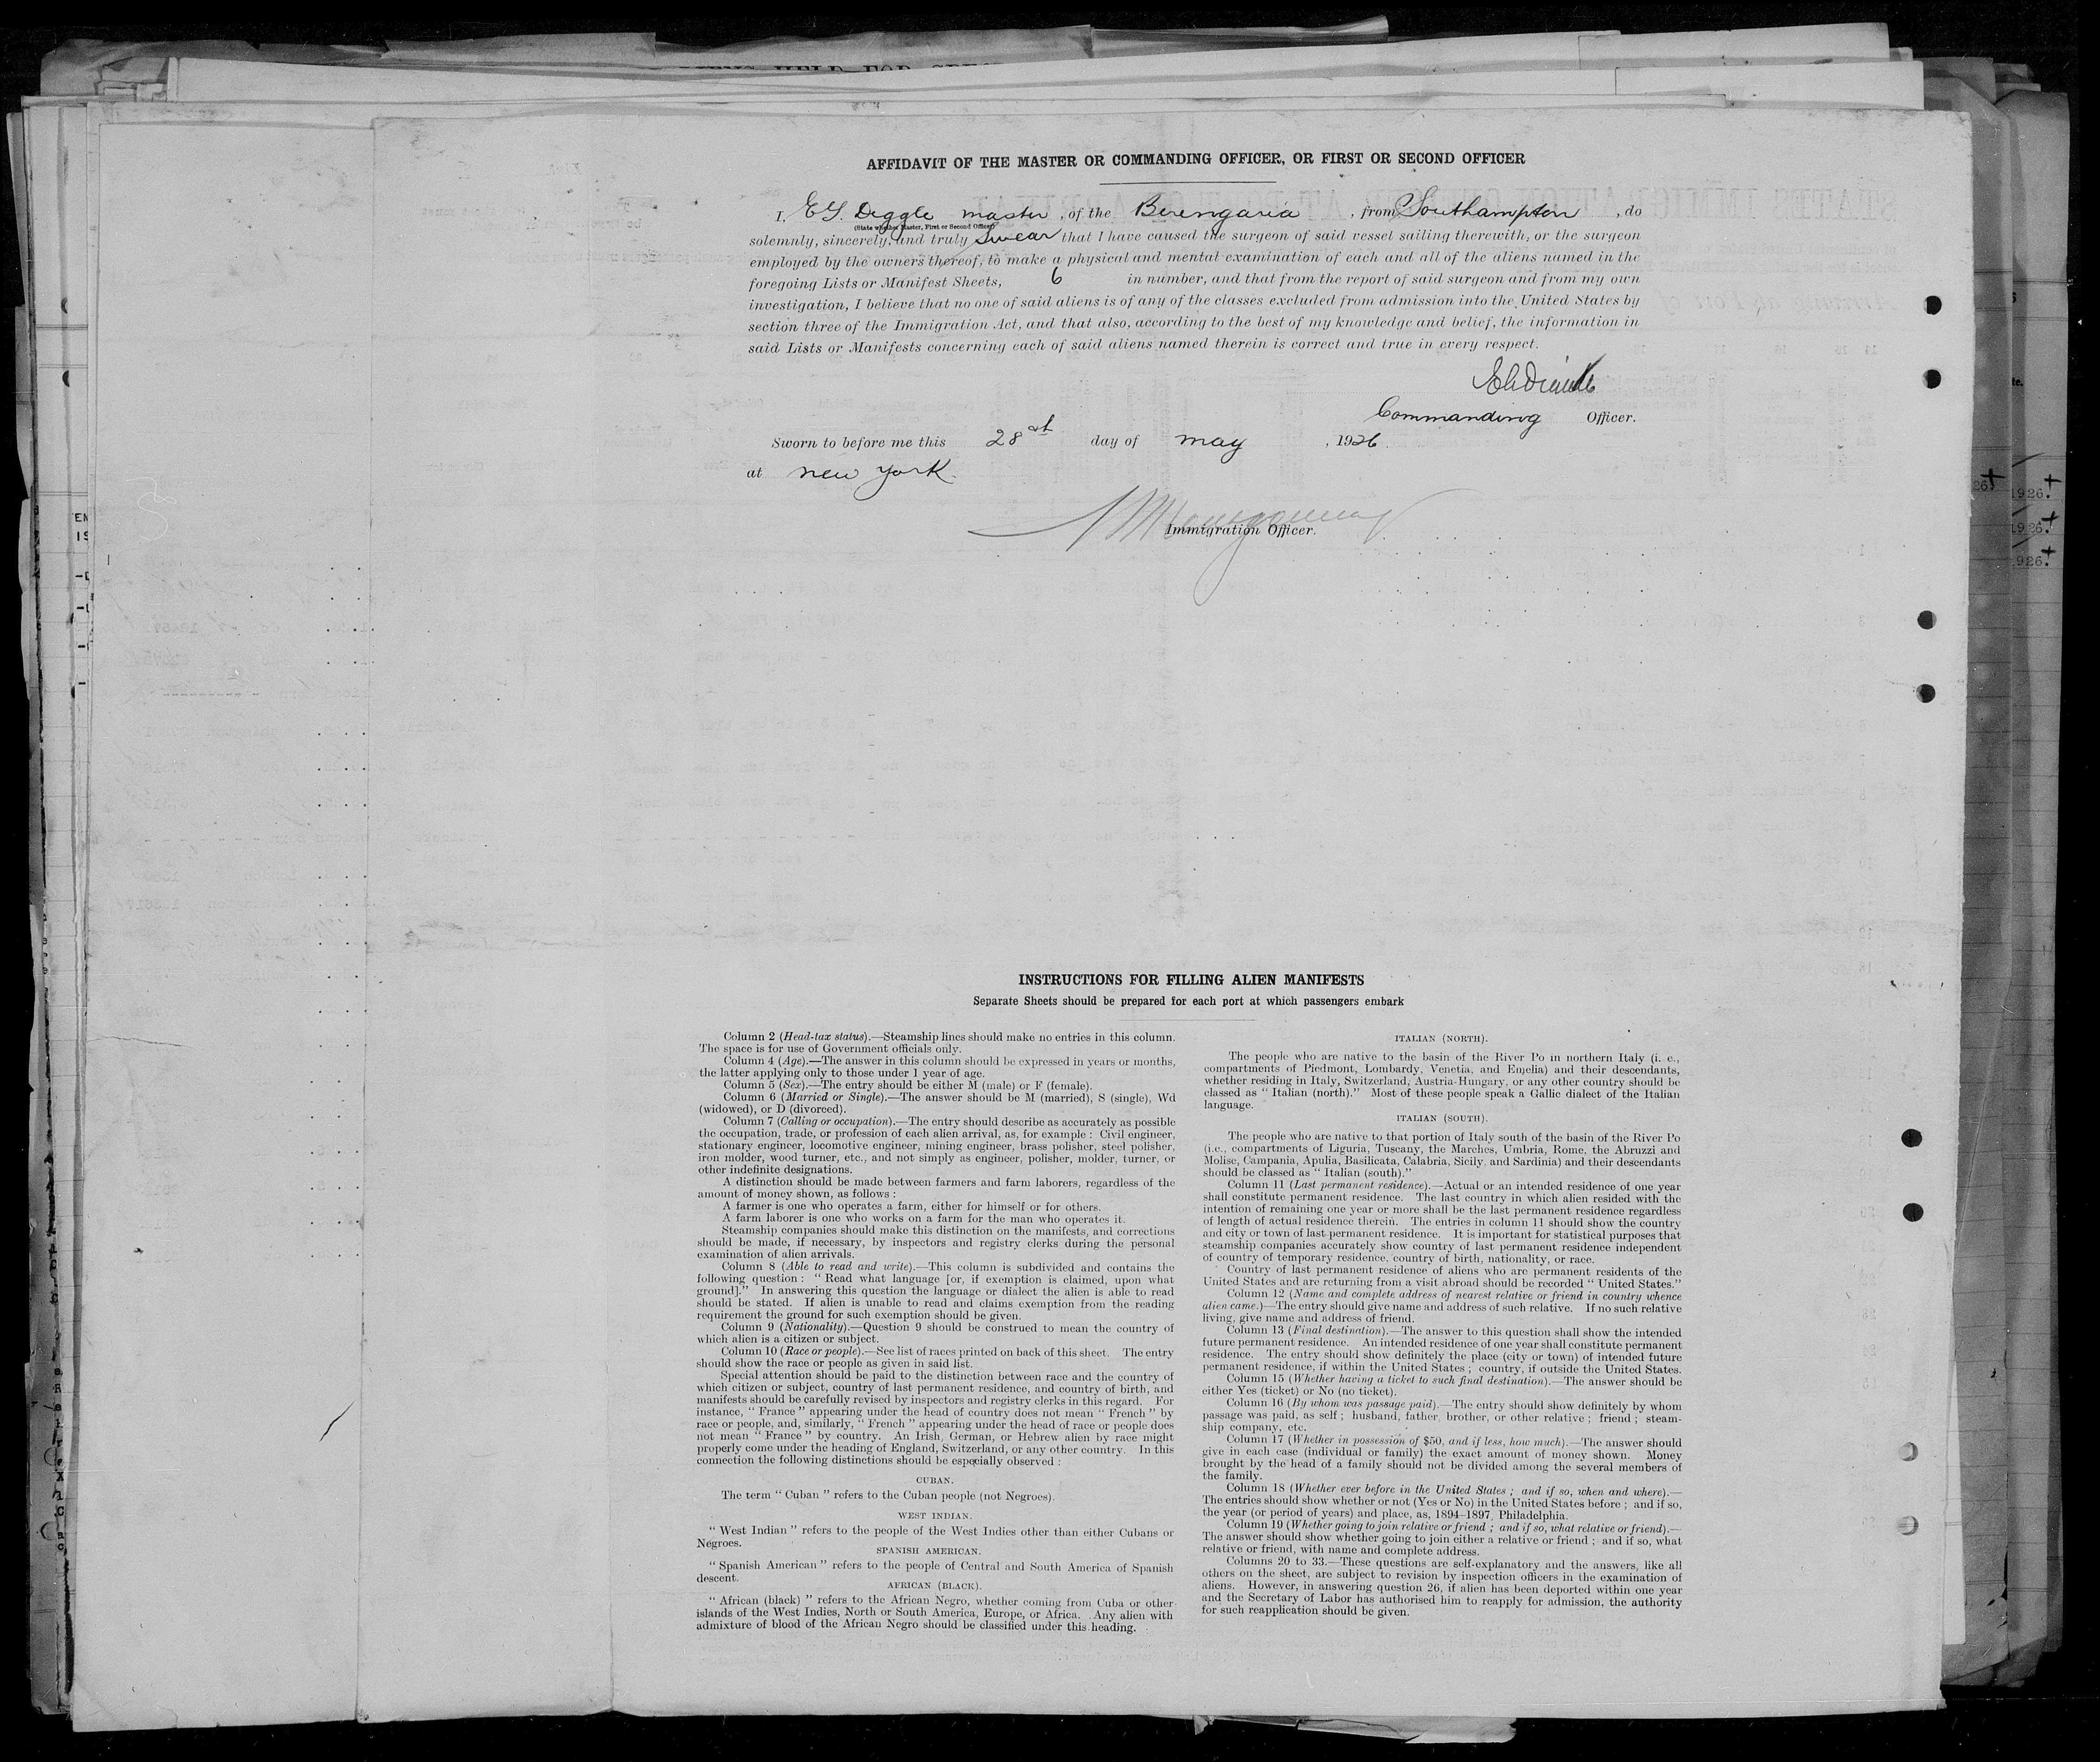 AFFIDAVIT OF THE MASTER OR COMMANDING OFFICER, OR FIRST OR SECOND OFFICER
I, E G. Diggle master, of the Berengaria, from Southampton, do
(State whether Master, First or Second Officer)
solemnly, sincerely, and truly swear that I have caused the surgeon of said vessel sailing therewith, or the surgeon
employed by the owners thereof, to make a physical and mental examination of each and all of the aliens named in the
foregoing Lists or Manifest Sheets, 6 in number, and that from the report of said surgeon and from my own
investigation, I believe that no one of said aliens is of any of the classes excluded from admission into the United States by
section three of the Immigration Act, and that also, according to the best of my knowledge and belief, the information in
said Lists or Manifests concerning each of said aliens named therein is correct and true in every respect.
Commanding Officer.
Sworn to before me this 28 day of may, 1926.
at new york.
Immigration Officer.
INSTRUCTIONS FOR FILLING ALIEN MANIFESTS
Separate Sheets should be prepared for each port at which passengers embark
Column 2 (Head-tax status).—Steamship lines should make no entries in this column.
The space is for use of Government officials only.
Column 4 (Age).—The answer in this column should be expressed in years or months,
the latter applying only to those under 1 year of age.
Column 5 (Sex).—The entry should be either M (male) or F (female).
Column 6 (Married or Single).—The answer should be M (married), S (single), Wd
(widowed), or D (divorced).
Column 7 (Calling or occupation).—The entry should describe as accurately as possible
the occupation, trade, or profession of each alien arrival, as, for example : Civil engineer,
stationary engineer, locomotive engineer, mining engineer, brass polisher, steel polisher,
iron molder, wood turner, etc., and not simply as engineer, polisher, molder, turner, or
other indefinite designations.
A distinction should be made between farmers and farm laborers, regardless of the
amount of money shown, as follows :
A farmer is one who operates a farm, either for himself or for others.
A farm laborer is one who works on a farm for the man who operates it.
Steamship companies should make this distinction on the manifests, and corrections
should be made, if necessary, by inspectors and registry clerks during the personal
examination of alien arrivals.
Column 8 (Able to read and write).—This column is subdivided and contains the
following question : " Read what language [or, if exemption is claimed, upon what
ground]." In answering this question the language or dialect the alien is able to read
should be stated. If alien is unable to read and claims exemption from the reading
requirement the ground for such exemption should be given.
Column 9 (Nationality).—Question 9 should be construed to mean the country of
which alien is a citizen or subject.
Column 10 (Race or people).—See list of races printed on back of this sheet. The entry
should show the race or people as given in said list.
Special attention should be paid to the distinction between race and the country of
which citizen or subject, country of last permanent residence, and country of birth, and
manifests should be carefully revised by inspectors and registry clerks in this regard. For
instance, " France " appearing under the head of country does not mean " French " by
race or people, and, similarly, " French " appearing under the head of race or people does
not mean " France " by country. An Irish, German, or Hebrew alien by race might
properly come under the heading of England, Switzerland, or any other country. In this
connection the following distinctions should be especially observed :
CUBAN.
The term " Cuban " refers to the Cuban people (not Negroes).
WEST INDIAN.
" West Indian " refers to the people of the West Indies other than either Cubans or
Negroes.
SPANISH AMERICAN.
" Spanish American " refers to the people of Central and South America of Spanish
descent.
AFRICAN (BLACK).
" African (black) " refers to the African Negro, whether coming from Cuba or other
islands of the West Indies, North or South America, Europe, or Africa. Any alien with
admixture of blood of the African Negro should be classified under this heading.
ITALIAN (NORTH).
The people who are native to the basin of the River Po in northern Italy (i. e.,
compartments of Piedmont, Lombardy, Venetia, and Emelia) and their descendants,
whether residing in Italy, Switzerland, Austria-Hungary, or any other country should be
classed as " Italian (north)." Most of these people speak a Gallic dialect of the Italian
language.
ITALIAN (SOUTH).
The people who are native to that portion of Italy south of the basin of the River Po
(i.e., compartments of Liguria, Tuscany, the Marches, Umbria, Rome, the Abruzzi and
Molise, Campania, Apulia, Basilicata, Calabria, Sicily, and Sardinia) and their descendants
should be classed as " Italian (south)."
Column 11 (Last permanent residence).—Actual or an intended residence of one year
shall constitute permanent residence. The last country in which alien resided with the
intention of remaining one year or more shall be the last permanent residence regardless
of length of actual residence therein. The entries in column 11 should show the country
and city or town of last permanent residence. It is important for statistical purposes that
steamship companies accurately show country of last permanent residence independent
of country of temporary residence, country of birth, nationality, or race.
Country of last permanent residence of aliens who are permanent residents of the
United States and are returning from a visit abroad should be recorded " United States."
Column 12 (Name and complete address of nearest relative or friend in country whence
alien came.)—The entry should give name and address of such relative. If no such relative
living, give name and address of friend.
Column 13 (Final destination).—The answer to this question shall show the intended
future permanent residence. An intended residence of one year shall constitute permanent
residence. The entry should show definitely the place (city or town) of intended future
permanent residence, if within the United States ; country, if outside the United States.
Column 15 (Whether having a ticket to such final destination).—The answer should be
either Yes (ticket) or No (no ticket).
Column 16 (By whom was passage paid).—The entry should show definitely by whom
passage was paid, as self ; husband, father, brother, or other relative ; friend ; steam-
ship company, etc.
Column 17 (Whether in possession of $50, and if less, how much).—The answer should
give in each case (individual or family) the exact amount of money shown. Money
brought by the head of a family should not be divided among the several members of
the family.
Column 18 (Whether ever before in the United States ; and if so, when and where).—
The entries should show whether or not (Yes or No) in the United States before ; and if so,
the year (or period of years) and place, as, 1894–1897, Philadelphia.
Column 19 (Whether going to join relative or friend ; and if so, what relative or friend).—
The answer should show whether going to join either a relative or friend ; and if so, what
relative or friend, with name and complete address.
Columns 20 to 33.—These questions are self-explanatory and the answers, like all
others on the sheet, are subject to revision by inspection officers in the examination of
aliens. However, in answering question 26, if alien has been deported within one year
and the Secretary of Labor has authorised him to reapply for admission, the authority
for such reapplication should be given.
1926.
1926.
926.